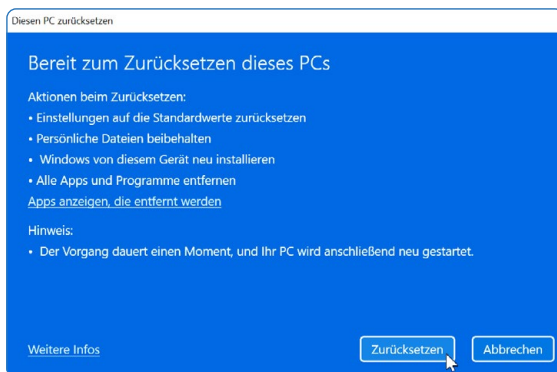 Diesen PC zurücksetzen
Bereit zum Zurücksetzen dieses PCs
Aktionen beim Zurücksetzen:
• Einstellungen auf die Standardwerte zurücksetzen
• Persönliche Dateien beibehalten
• Windows von diesem Gerät neu installieren
• Alle Apps und Programme entfernen
Apps anzeigen, die entfernt werden
Hinweis:
• Der Vorgang dauert einen Moment, und Ihr PC wird anschließend neu gestartet.
Weitere Infos
Zurücksetzen
Abbrechen